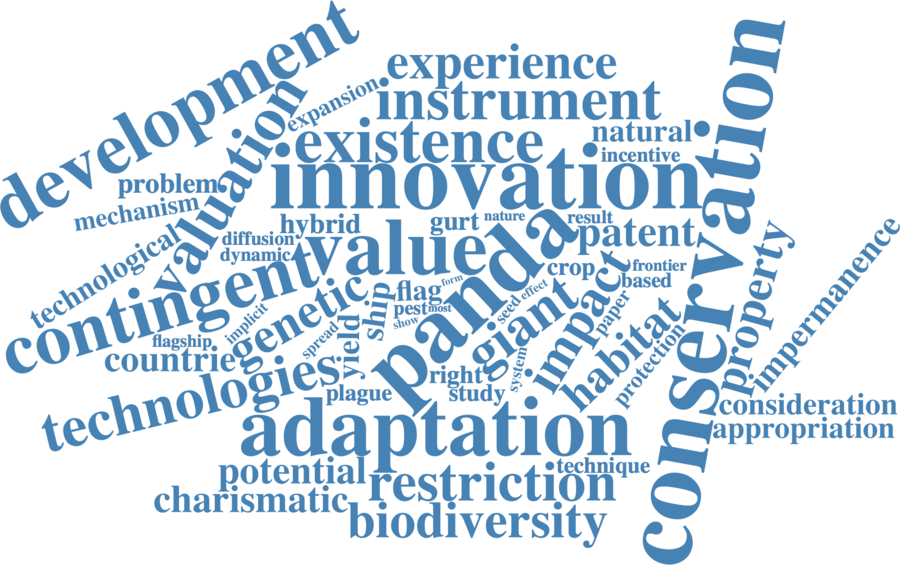 development
experience
expansion
instrument
conservation
existence
natural
incentive
innovation
valuation
problem
mechanism
hybrid
gurt
nature
result
patent
diffusion
dynamic
value
panda
technological
contingent
crop
frontier
based
property
impermanence
genetic
ship
flag
form
pest
most
show
seed
effect
giant
impact
paper
implicit
spread
yield
flagship
countrie
habitat
protection
technologies
plague
right
study
system
consideration
appropriation
adaptation
potential
technique
restriction
charismatic
biodiversity